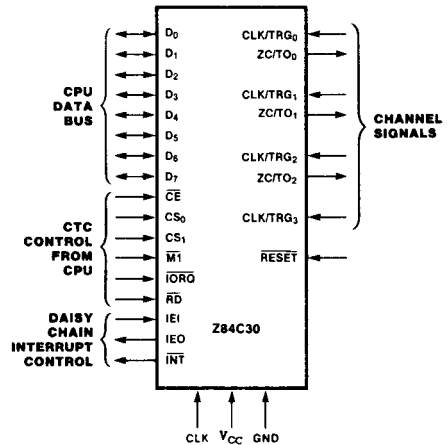 CPU
DATA
BUS
D0
D1
D2
D3
D4
D5
D6
D7
CTC
CONTROL
FROM
CPU
CE
CS0
CS1
M1
IORQ
RD
DAISY
CHAIN
INTERRUPT
CONTROL
IEI
IEO
INT
CLK/TRG0
ZC/TO0
CLK/TRG1
ZC/TO1
CLK/TRG2
ZC/TO2
CLK/TRG3
RESET
CHANNEL
SIGNALS
Z84C30
CLK VCC GND